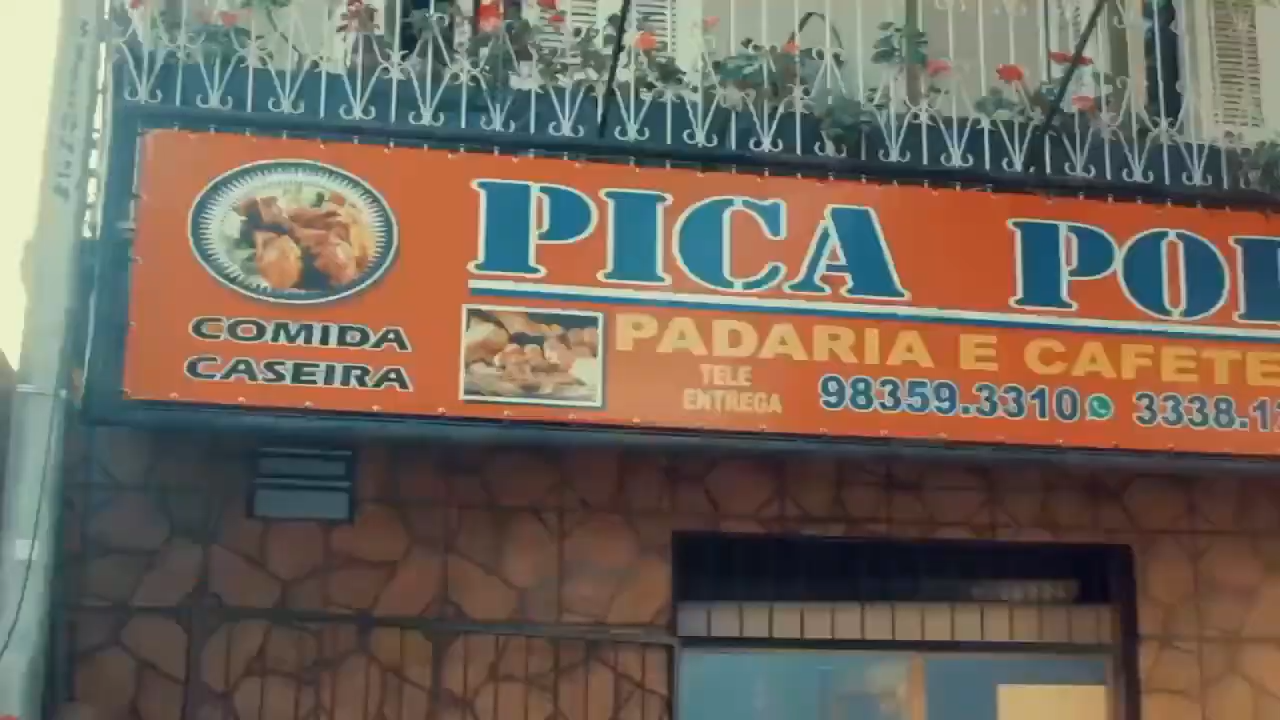 PICA
COMIDA
CASEIRA
PADARIA E
TELE
ENTREGA
98359.3310